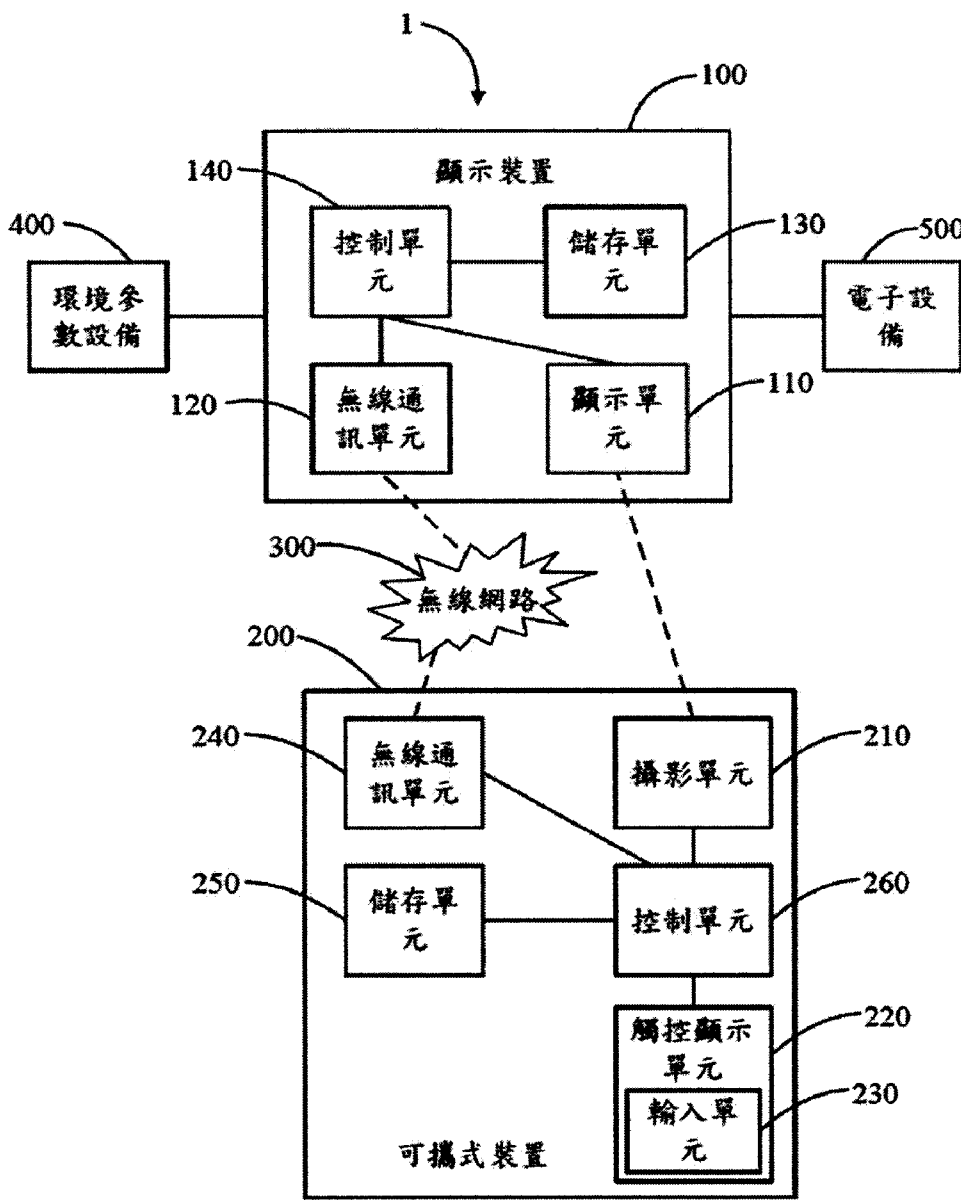 1
100
顯示裝置
140
控制單
元
儲存單
元
130
400
環境參
數設備
500
電子設
備
120
無線通
訊單元
顯示單
元
110
300
無線網路
200
240
無線通
訊單元
攝影單元
210
250
儲存單
元
控制單元
260
觸控顯示
單元
220
輸入單
元
230
可攜式裝置